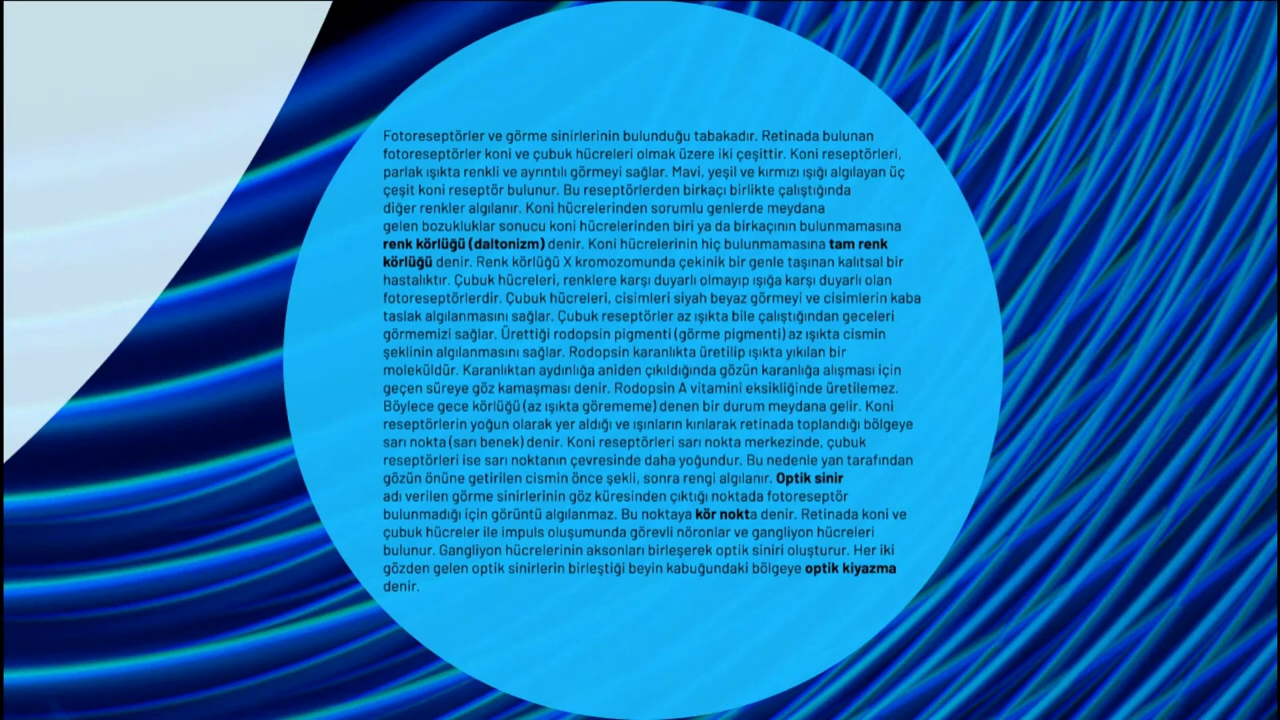 Fotoreseptörler ve görme sinirlerinin bulunduğu tabakadır. Retinada bulunan
fotoreseptörler koni ve çubuk hücreleri olmak üzere iki çeşittir. Koni reseptörleri,
parlak ışıkta renkli ve ayrıntılı görmeyi sağlar. Mavi, yeşil ve kırmızı ışığı algılayan üç
çeşit koni reseptör bulunur. Bu reseptörlerden birkaçı birlikte çalıştığında
diğer renkler algılanır. Koni hücrelerinden sorumlu genlerde meydana
gelen bozukluklar sonucu koni hücrelerinden biri ya da birkaçının bulunmamasına
renk körlüğü (daltonizm) denir. Koni hücrelerinin hiç bulunmamasına tam renk
körlüğü denir. Renk körlüğü X kromozomunda çekinik bir genle taşınan kalıtsal bir
hastalıktır. Çubuk hücreleri, renklere karşı duyarlı olmayıp ışığa karşı duyarlı olan
fotoreseptörlerdir. Çubuk hücreleri, cisimleri siyah beyaz görmeyi ve cisimlerin kaba
taslak algılanmasını sağlar. Çubuk reseptörler az ışıkta bile çalıştığından geceleri
görmemizi sağlar. Ürettiği rodopsin pigmenti (görme pigmenti) az ışıkta cismin
şeklinin algılanmasını sağlar. Rodopsin karanlıkta üretilip ışıkta yıkılan bir
moleküldür. Karanlıktan aydınlığa aniden çıkıldığında gözün karanlığa alışması için
geçen süreye göz kamaşması denir. Rodopsin A vitamini eksikliğinde üretilemez.
Böylece gece körlüğü (az ışıkta görememe) denen bir durum meydana gelir. Koni
reseptörlerin yoğun olarak yer aldığı ve ışınların kırılarak retinada toplandığı bölgeye
sarı nokta (sarı benek) denir. Koni reseptörleri sarı nokta merkezinde, çubuk
reseptörleri ise sarı noktanın çevresinde daha yoğundur. Bu nedenle yan tarafından
gözün önüne getirilen cismin önce şekli, sonra rengi algılanır. Optik sinir
adı verilen görme sinirlerinin göz küresinden çıktığı noktada fotoreseptör
bulunmadığı için görüntü algılanmaz. Bu noktaya kör nokta denir. Retinada koni ve
çubuk hücreler ile impuls oluşumunda görevli nöronlar ve gangliyon hücreleri
bulunur. Gangliyon hücrelerinin aksonları birleşerek optik siniri oluşturur. Her iki
gözden gelen optik sinirlerin birleştiği beyin kabuğundaki bölgeye optik kiyazma
denir.